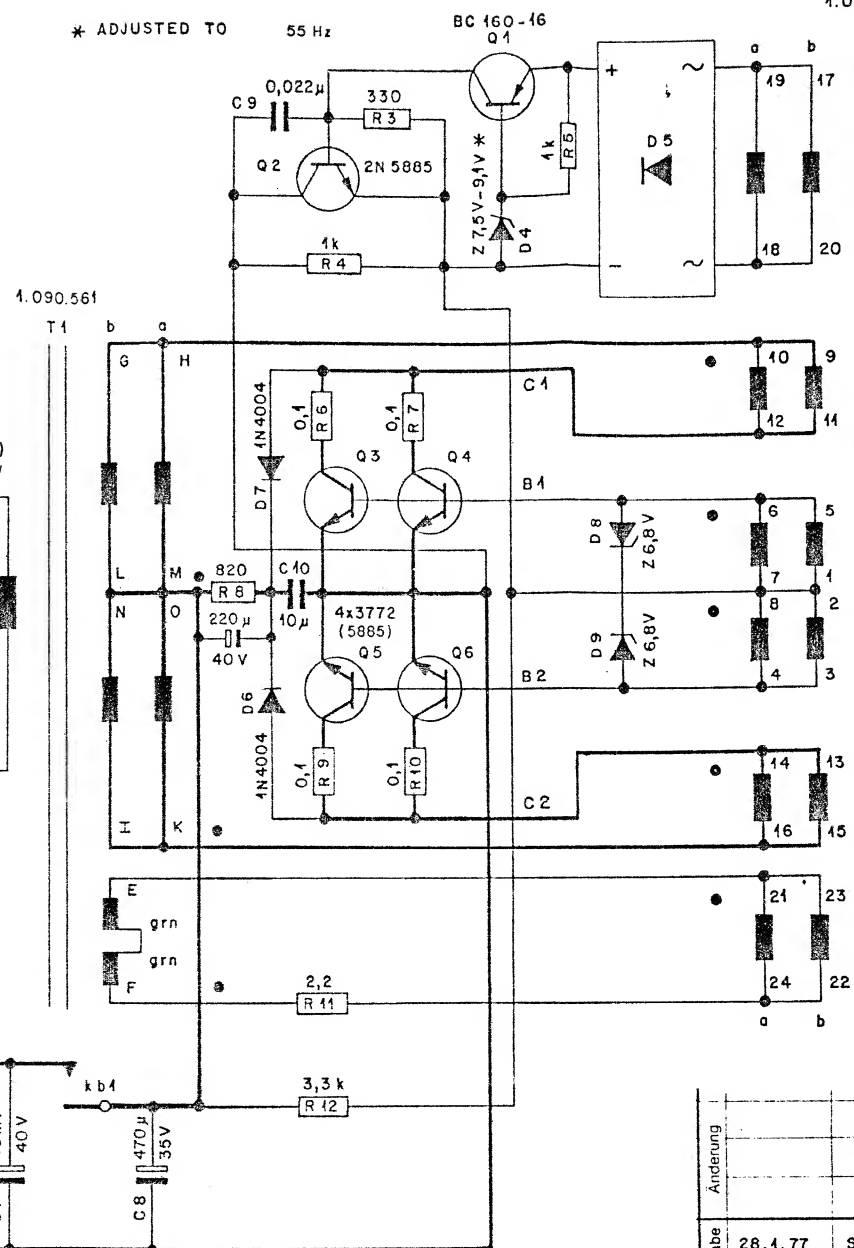 1.0
* ADJUSTED TO 55 Hz
BC 160-16
Q1
a b
19 17
C9 0,022µ
330
R3
+ ~
D5
1k
R5
Q2 2N 5885
Z 7,5V-9,1V *
D4
1k
R4
- ~
18 20
1.090.561
T1 b a
G H
10 9
C1
12 11
1N4004
D7
0,1
R6
0,1
R7
Q3 Q4
B1
6 5
D8
Z 6,8V
L M
820
R8
C10
10µ
7 1
N O
220µ
40V
4x3772
(5885)
8 2
Q5 Q6
D9
Z 6,8V
B2
4 3
D6
1N4004
0,1
R9
0,1
R10
C2
14 13
I K
16 15
E
grn
grn
F
21 23
2,2
R11
24 22
a b
kb1
3,3k
R12
40V
470µ
35V
C8
Änderung
28.1.77 S